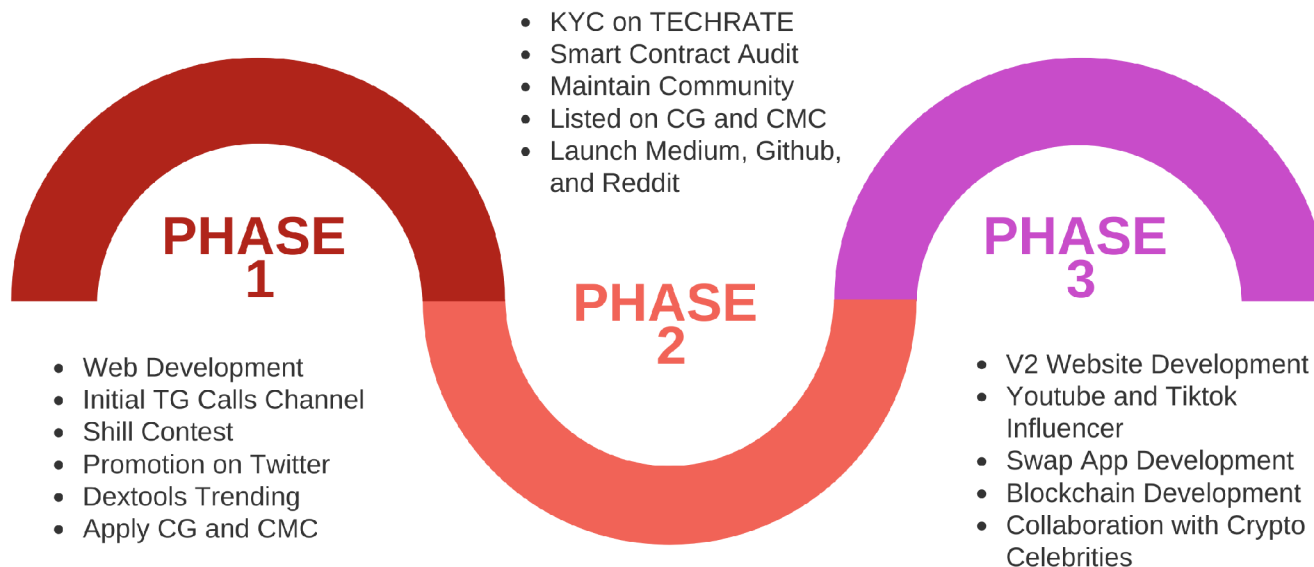 PHASE
1
• Web Development
• Initial TG Calls Channel
• Shill Contest
• Promotion on Twitter
• Dextools Trending
• Apply CG and CMC
• KYC on TECHRATE
• Smart Contract Audit
• Maintain Community
• Listed on CG and CMC
• Launch Medium, Github,
and Reddit
PHASE
2
PHASE
3
• V2 Website Development
• Youtube and Tiktok
Influencer
• Swap App Development
• Blockchain Development
• Collaboration with Crypto
Celebrities